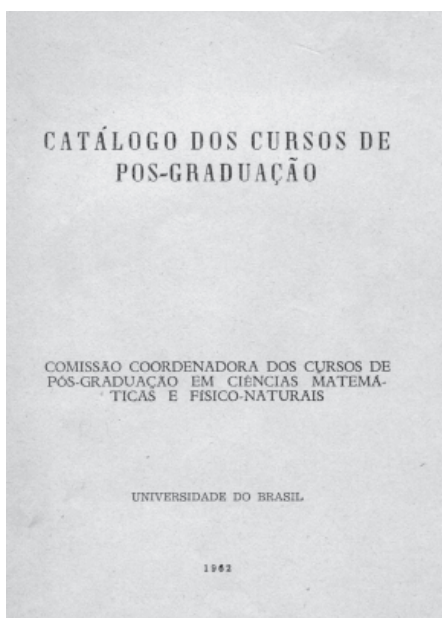 CATÁLOGO DOS CURSOS DE
POS-GRADUAÇÃO
COMISSÃO COORDENADORA DOS CURSOS DE
PÓS-GRADUAÇÃO EM CIÊNCIAS MATEMÁ-
TICAS E FÍSICO-NATURAIS
UNIVERSIDADE DO BRASIL
1962